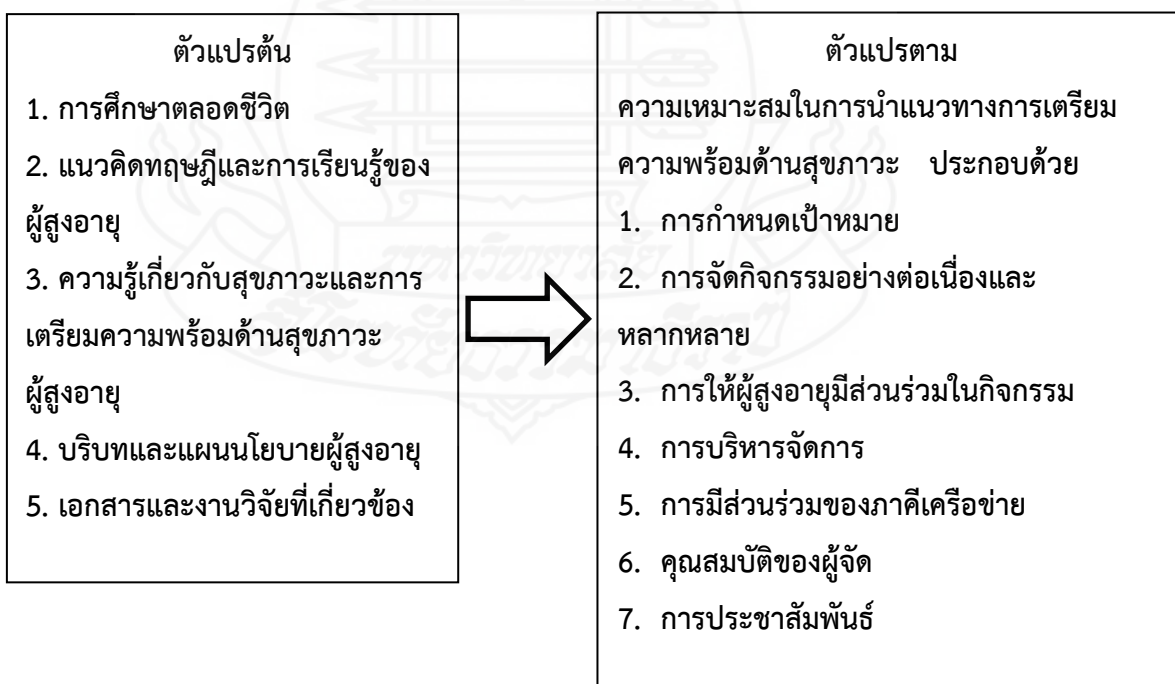 ตัวแปรต้น
1. การศึกษาตลอดชีวิต
2. แนวคิดทฤษฎีและการเรียนรู้ของ
ผู้สูงอายุ
3. ความรู้เกี่ยวกับสุขภาวะและการ
เตรียมความพร้อมด้านสุขภาวะ
ผู้สูงอายุ
4. บริบทและแผนนโยบายผู้สูงอายุ
5. เอกสารและงานวิจัยที่เกี่ยวข้อง
ตัวแปรตาม
ความเหมาะสมในการนำแนวทางการเตรียม
ความพร้อมด้านสุขภาวะ ประกอบด้วย
1. การกำหนดเป้าหมาย
2. การจัดกิจกรรมอย่างต่อเนื่องและ
หลากหลาย
3. การให้ผู้สูงอายุมีส่วนร่วมในกิจกรรม
4. การบริหารจัดการ
5. การมีส่วนร่วมของภาคีเครือข่าย
6. คุณสมบัติของผู้จัด
7. การประชาสัมพันธ์